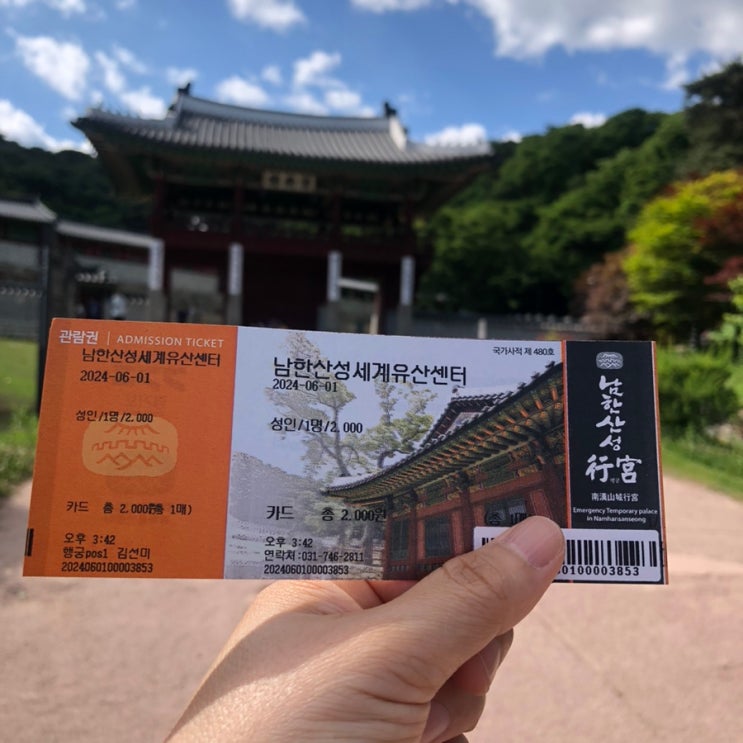 관람권 | ADMISSION TICKET
남한산성세계유산센터
2024-06-01
성인/1명/2,000
카드 총 2,000원(총 1매)
오후 3:42
행궁pos1 김선미
2024060100003853
국가사적 제 480호
남한산성세계유산센터
2024-06-01
성인/1명/2,000
카드 총 2,000원
오후 3:42
연락처:031-746-2811
2024060100003853
남한산성
行宮
南漢山城行宮
Emergency Temporary palace
in Namhansanseong
0100003853